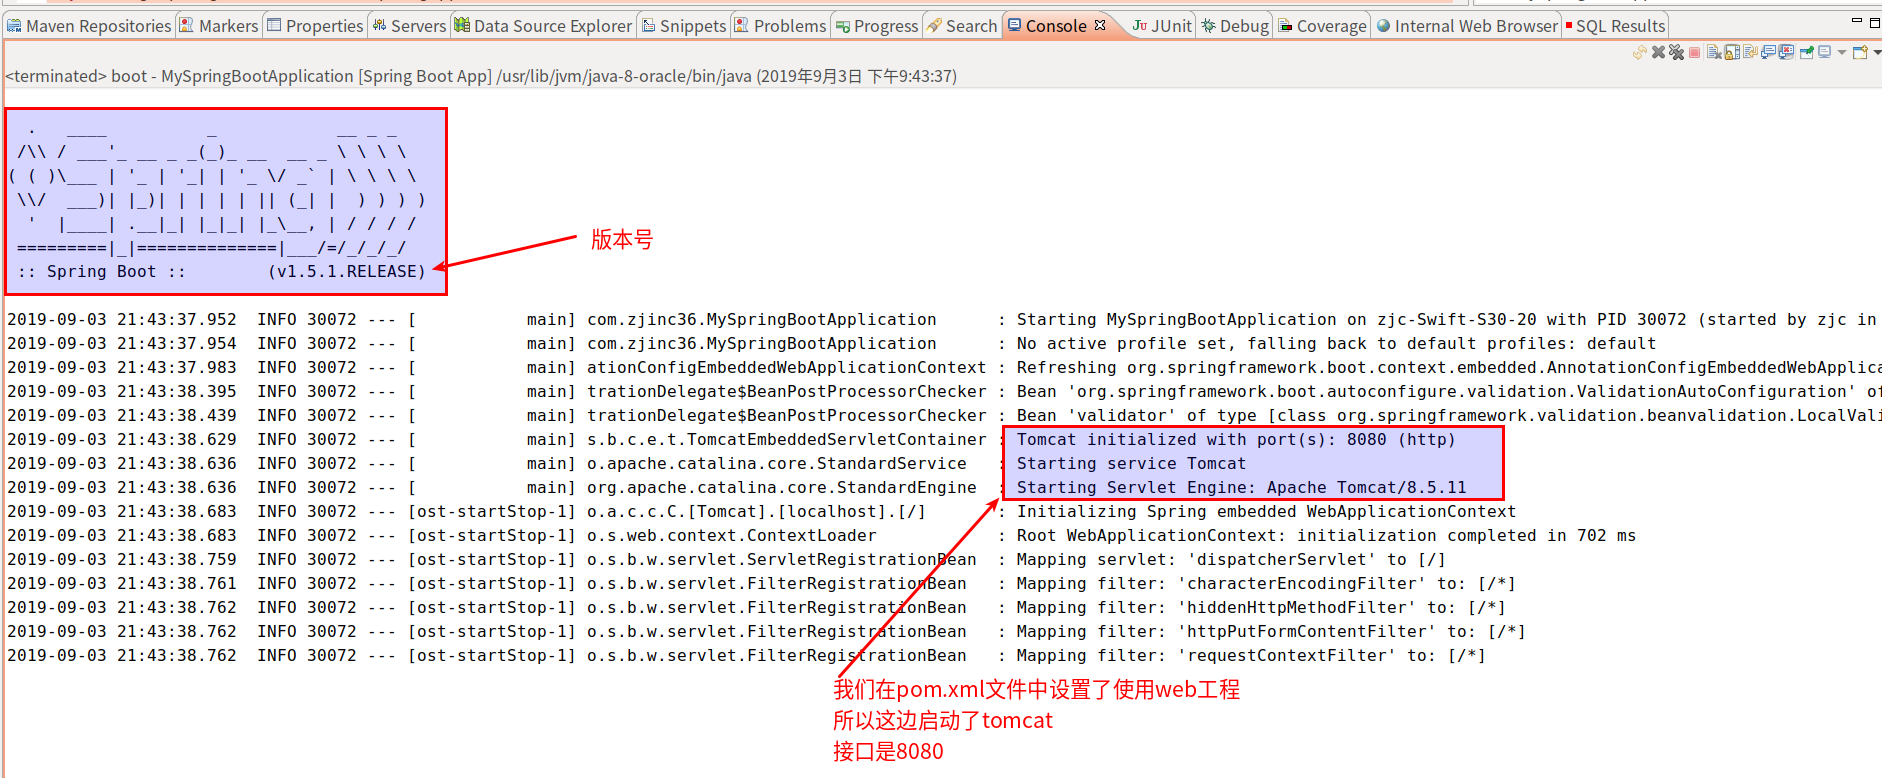 Maven Repositories Markers Properties Servers Data Source Explorer Snippets Problems Progress Search Console JUnit Debug Coverage Internal Web Browser SQL Results
<terminated> boot - MySpringBootApplication [Spring Boot App] /usr/lib/jvm/java-8-oracle/bin/java (2019年9月3日 下午9:43:37)
  .   ____          _            __ _ _
 /\\ / ___'_ __ _ _(_)_ __  __ _ \ \ \ \
( ( )\___ | '_ | '_| | '_ \/ _` | \ \ \ \
 \\/  ___)| |_)| | | | | || (_| |  ) ) ) )
  '  |____| .__|_| |_|_| |_\__, | / / / /
 =========|_|==============|___/=/_/_/_/
 :: Spring Boot ::        (v1.5.1.RELEASE)
版本号
2019-09-03 21:43:37.952  INFO 30072 --- [           main] com.zjinc36.MySpringBootApplication      : Starting MySpringBootApplication on zjc-Swift-S30-20 with PID 30072 (started by zjc in
2019-09-03 21:43:37.954  INFO 30072 --- [           main] com.zjinc36.MySpringBootApplication      : No active profile set, falling back to default profiles: default
2019-09-03 21:43:37.983  INFO 30072 --- [           main] ationConfigEmbeddedWebApplicationContext : Refreshing org.springframework.boot.context.embedded.AnnotationConfigEmbeddedWebApplica
2019-09-03 21:43:38.395  INFO 30072 --- [           main] trationDelegate$BeanPostProcessorChecker : Bean 'org.springframework.boot.autoconfigure.validation.ValidationAutoConfiguration' of
2019-09-03 21:43:38.439  INFO 30072 --- [           main] trationDelegate$BeanPostProcessorChecker : Bean 'validator' of type [class org.springframework.validation.beanvalidation.LocalVali
2019-09-03 21:43:38.629  INFO 30072 --- [           main] s.b.c.e.t.TomcatEmbeddedServletContainer : Tomcat initialized with port(s): 8080 (http)
2019-09-03 21:43:38.636  INFO 30072 --- [           main] o.apache.catalina.core.StandardService   : Starting service Tomcat
2019-09-03 21:43:38.636  INFO 30072 --- [           main] org.apache.catalina.core.StandardEngine  : Starting Servlet Engine: Apache Tomcat/8.5.11
2019-09-03 21:43:38.683  INFO 30072 --- [ost-startStop-1] o.a.c.c.C.[Tomcat].[localhost].[/]       : Initializing Spring embedded WebApplicationContext
2019-09-03 21:43:38.683  INFO 30072 --- [ost-startStop-1] o.s.web.context.ContextLoader            : Root WebApplicationContext: initialization completed in 702 ms
2019-09-03 21:43:38.759  INFO 30072 --- [ost-startStop-1] o.s.b.w.servlet.ServletRegistrationBean  : Mapping servlet: 'dispatcherServlet' to [/]
2019-09-03 21:43:38.761  INFO 30072 --- [ost-startStop-1] o.s.b.w.servlet.FilterRegistrationBean   : Mapping filter: 'characterEncodingFilter' to: [/*]
2019-09-03 21:43:38.762  INFO 30072 --- [ost-startStop-1] o.s.b.w.servlet.FilterRegistrationBean   : Mapping filter: 'hiddenHttpMethodFilter' to: [/*]
2019-09-03 21:43:38.762  INFO 30072 --- [ost-startStop-1] o.s.b.w.servlet.FilterRegistrationBean   : Mapping filter: 'httpPutFormContentFilter' to: [/*]
2019-09-03 21:43:38.762  INFO 30072 --- [ost-startStop-1] o.s.b.w.servlet.FilterRegistrationBean   : Mapping filter: 'requestContextFilter' to: [/*]
我们在pom.xml文件中设置了使用web工程
所以这边启动了tomcat
接口是8080